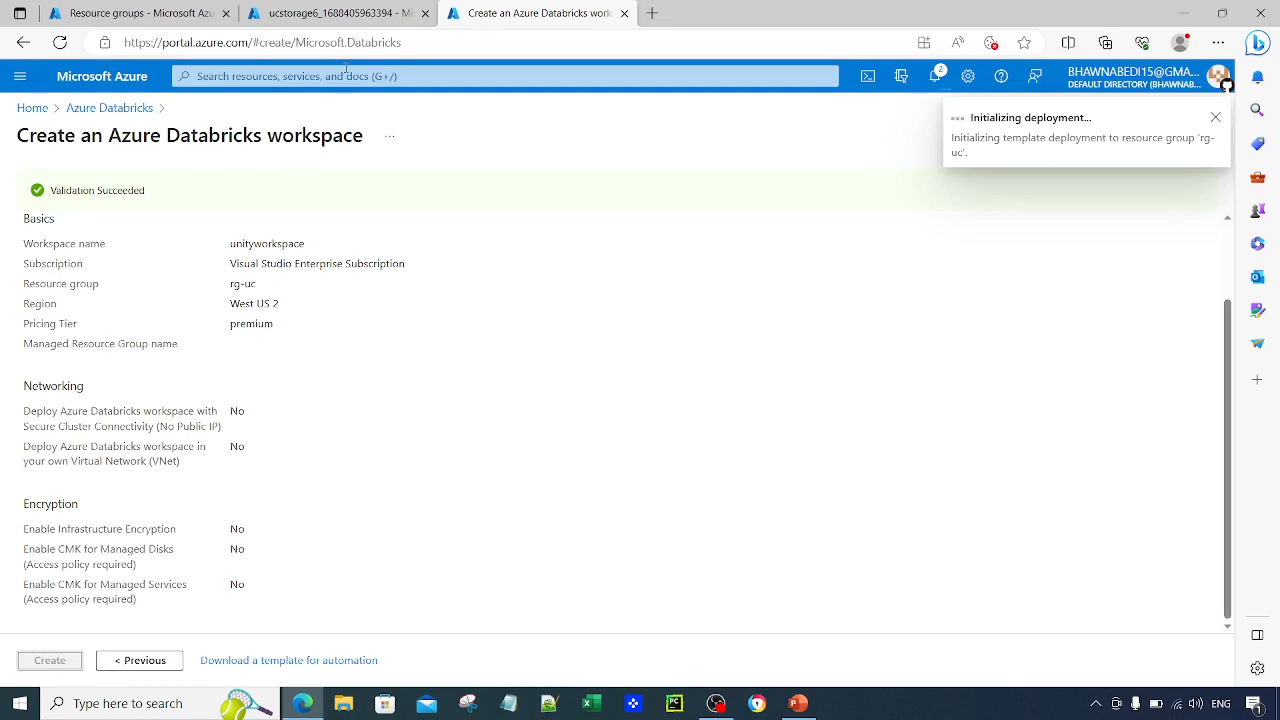 Resource groups - Microsoft Azu
ucstorage6_1688405963394 - Mi
Create an Azure Databricks work
https://portal.azure.com/#create/Microsoft.Databricks
Microsoft Azure
Search resources, services, and docs (G+/)
2
BHAWNABEDI15@GMA...
DEFAULT DIRECTORY (BHAWNAB...
Home > Azure Databricks >
Create an Azure Databricks workspace ...
Initializing deployment...
Initializing template deployment to resource group 'rg-
uc'.
Validation Succeeded
Basics
Workspace name unityworkspace
Subscription Visual Studio Enterprise Subscription
Resource group rg-uc
Region West US 2
Pricing Tier premium
Managed Resource Group name
Networking
Deploy Azure Databricks workspace with No
Secure Cluster Connectivity (No Public IP)
Deploy Azure Databricks workspace in No
your own Virtual Network (VNet)
Encryption
Enable Infrastructure Encryption No
Enable CMK for Managed Disks No
(Access policy required)
Enable CMK for Managed Services No
(Access policy required)
Create
< Previous
Download a template for automation
Type here to search
PC
ENG